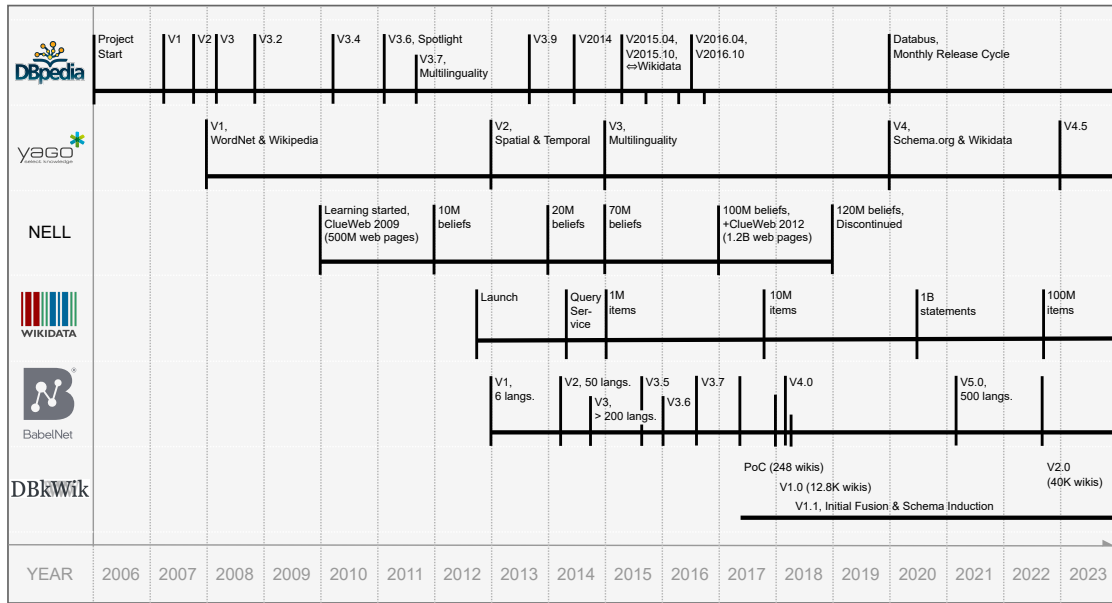 DBpedia
Project
Start
V1
V2
V3
V3.2
V3.4
V3.6, Spotlight
V3.7,
Multilinguality
V3.9
V2014
V2015.04,
V2015.10,
⇔Wikidata
V2016.04,
V2016.10
Databus,
Monthly Release Cycle
yago
select knowledge
V1,
WordNet & Wikipedia
V2,
Spatial & Temporal
V3,
Multilinguality
V4,
Schema.org & Wikidata
V4.5
NELL
Learning started,
ClueWeb 2009
(500M web pages)
10M
beliefs
20M
beliefs
70M
beliefs
100M beliefs,
+ClueWeb 2012
(1.2B web pages)
120M beliefs,
Discontinued
WIKIDATA
Launch
Query
Ser-
vice
1M
items
10M
items
1B
statements
100M
items
BabelNet
V1,
6 langs.
V2, 50 langs.
V3,
> 200 langs.
V3.5
V3.6
V3.7
V4.0
V5.0,
500 langs.
DBkWik
PoC (248 wikis)
V1.0 (12.8K wikis)
V1.1, Initial Fusion & Schema Induction
V2.0
(40K wikis)
YEAR 2006 2007 2008 2009 2010 2011 2012 2013 2014 2015 2016 2017 2018 2019 2020 2021 2022 2023